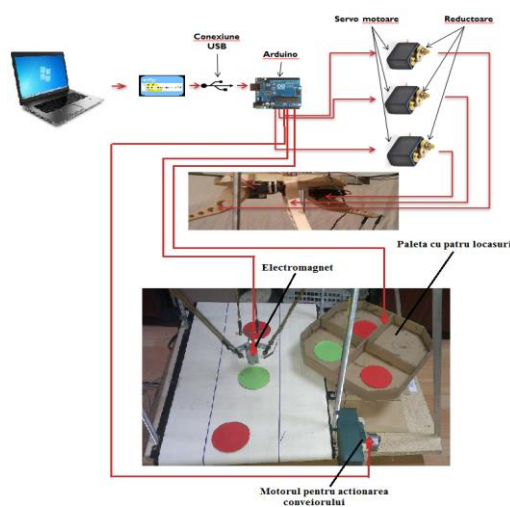 Servo motoare
Reductoare
Conexiune
USB
Arduino
Paleta cu patru locasuri
Electromagnet
Motorul pentru actionarea
conveiorului